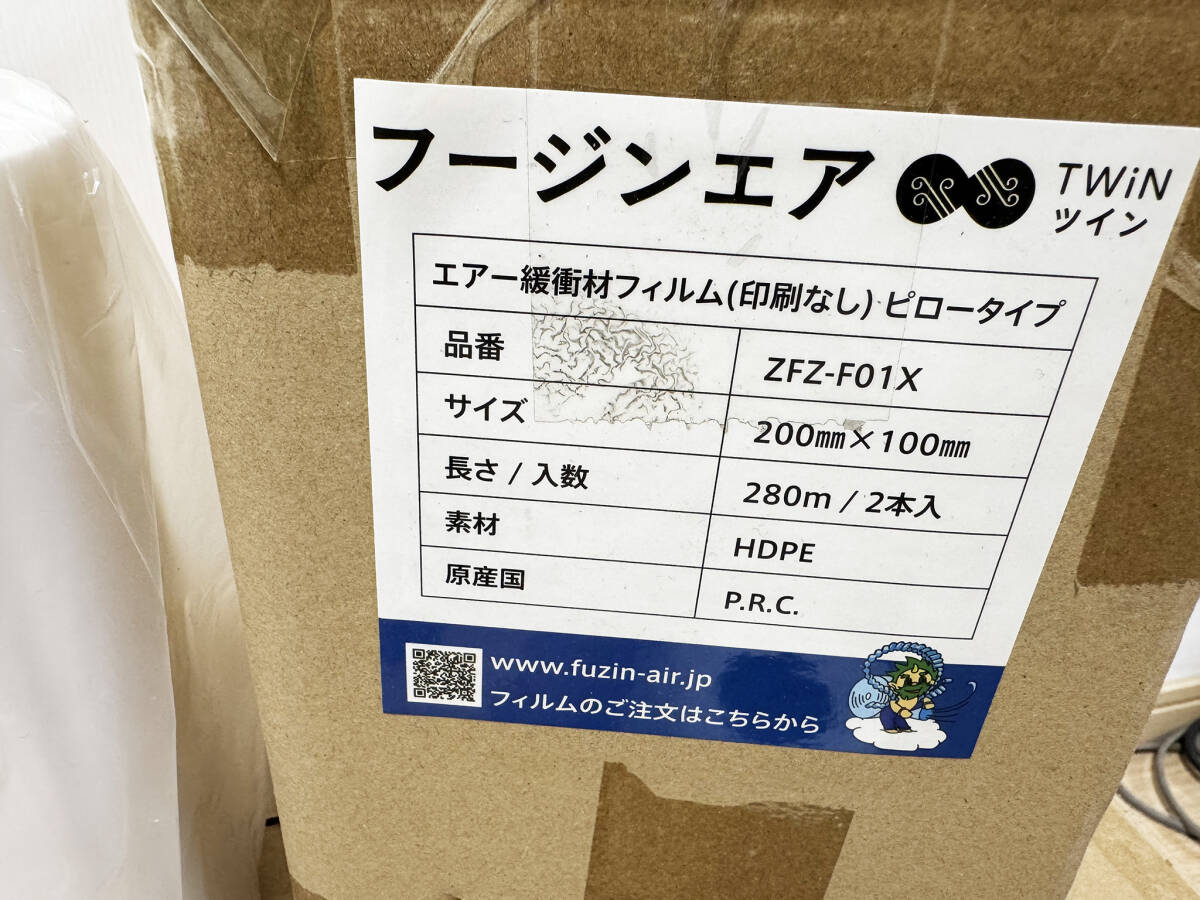 フージンエア TWiN
ツイン
エアー緩衝材フィルム(印刷なし) ピロータイプ
品番 ZFZ-F01X
サイズ 200㎜×100㎜
長さ / 入数 280m / 2本入
素材 HDPE
原産国 P.R.C.
www.fuzin-air.jp
フィルムのご注文はこちらから